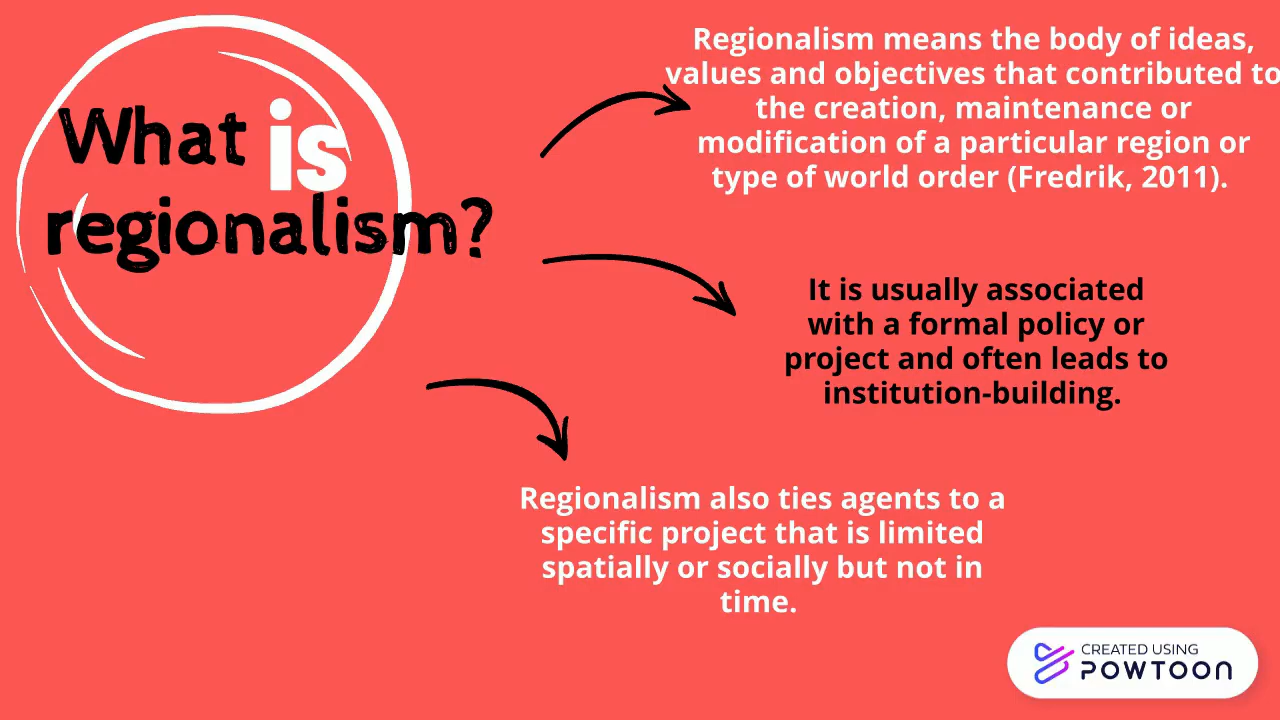 What is
regionalism?
Regionalism means the body of ideas,
values and objectives that contributed to
the creation, maintenance or
modification of a particular region or
type of world order (Fredrik, 2011).
It is usually associated
with a formal policy or
project and often leads to
institution-building.
Regionalism also ties agents to a
specific project that is limited
spatially or socially but not in
time.
CREATED USING
POWTOON